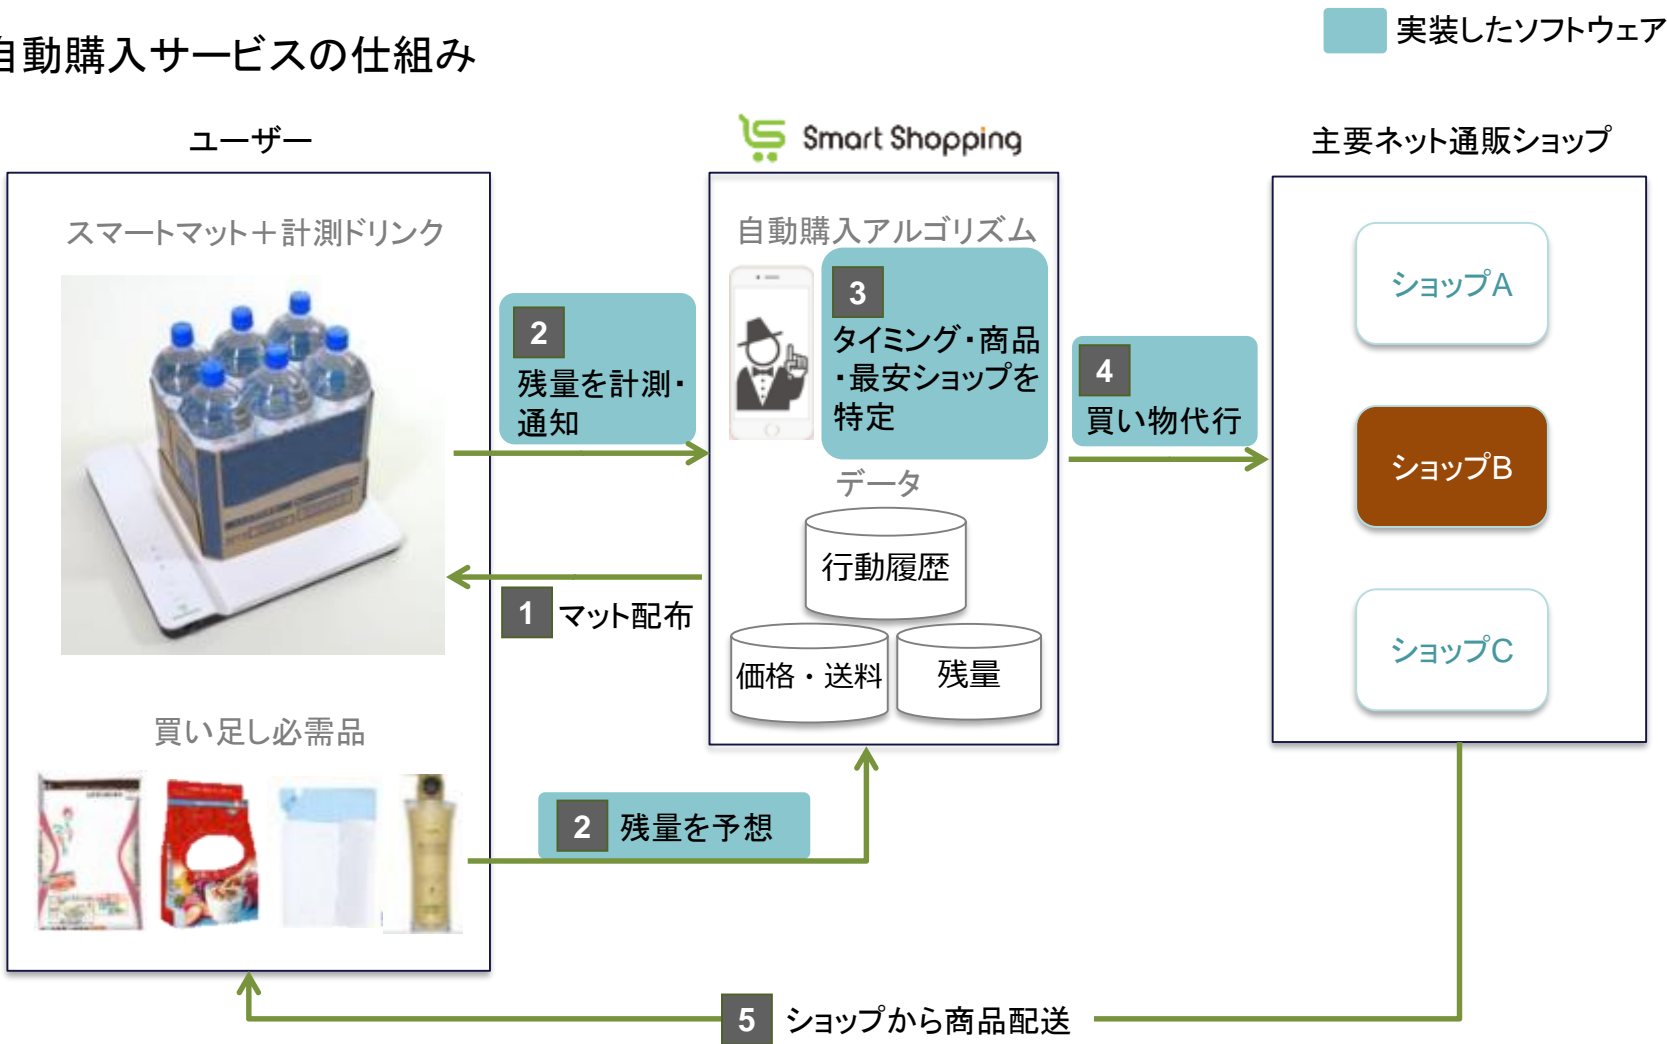 実装したソフトウェア
自動購入サービスの仕組み
ユーザー
Smart Shopping
主要ネット通販ショップ
スマートマット＋計測ドリンク
自動購入アルゴリズム
2
残量を計測・
通知
3
タイミング・商品
・最安ショップを
特定
4
買い物代行
ショップA
ショップB
ショップC
データ
行動履歴
価格・送料
残量
1 マット配布
買い足し必需品
2 残量を予想
5 ショップから商品配送